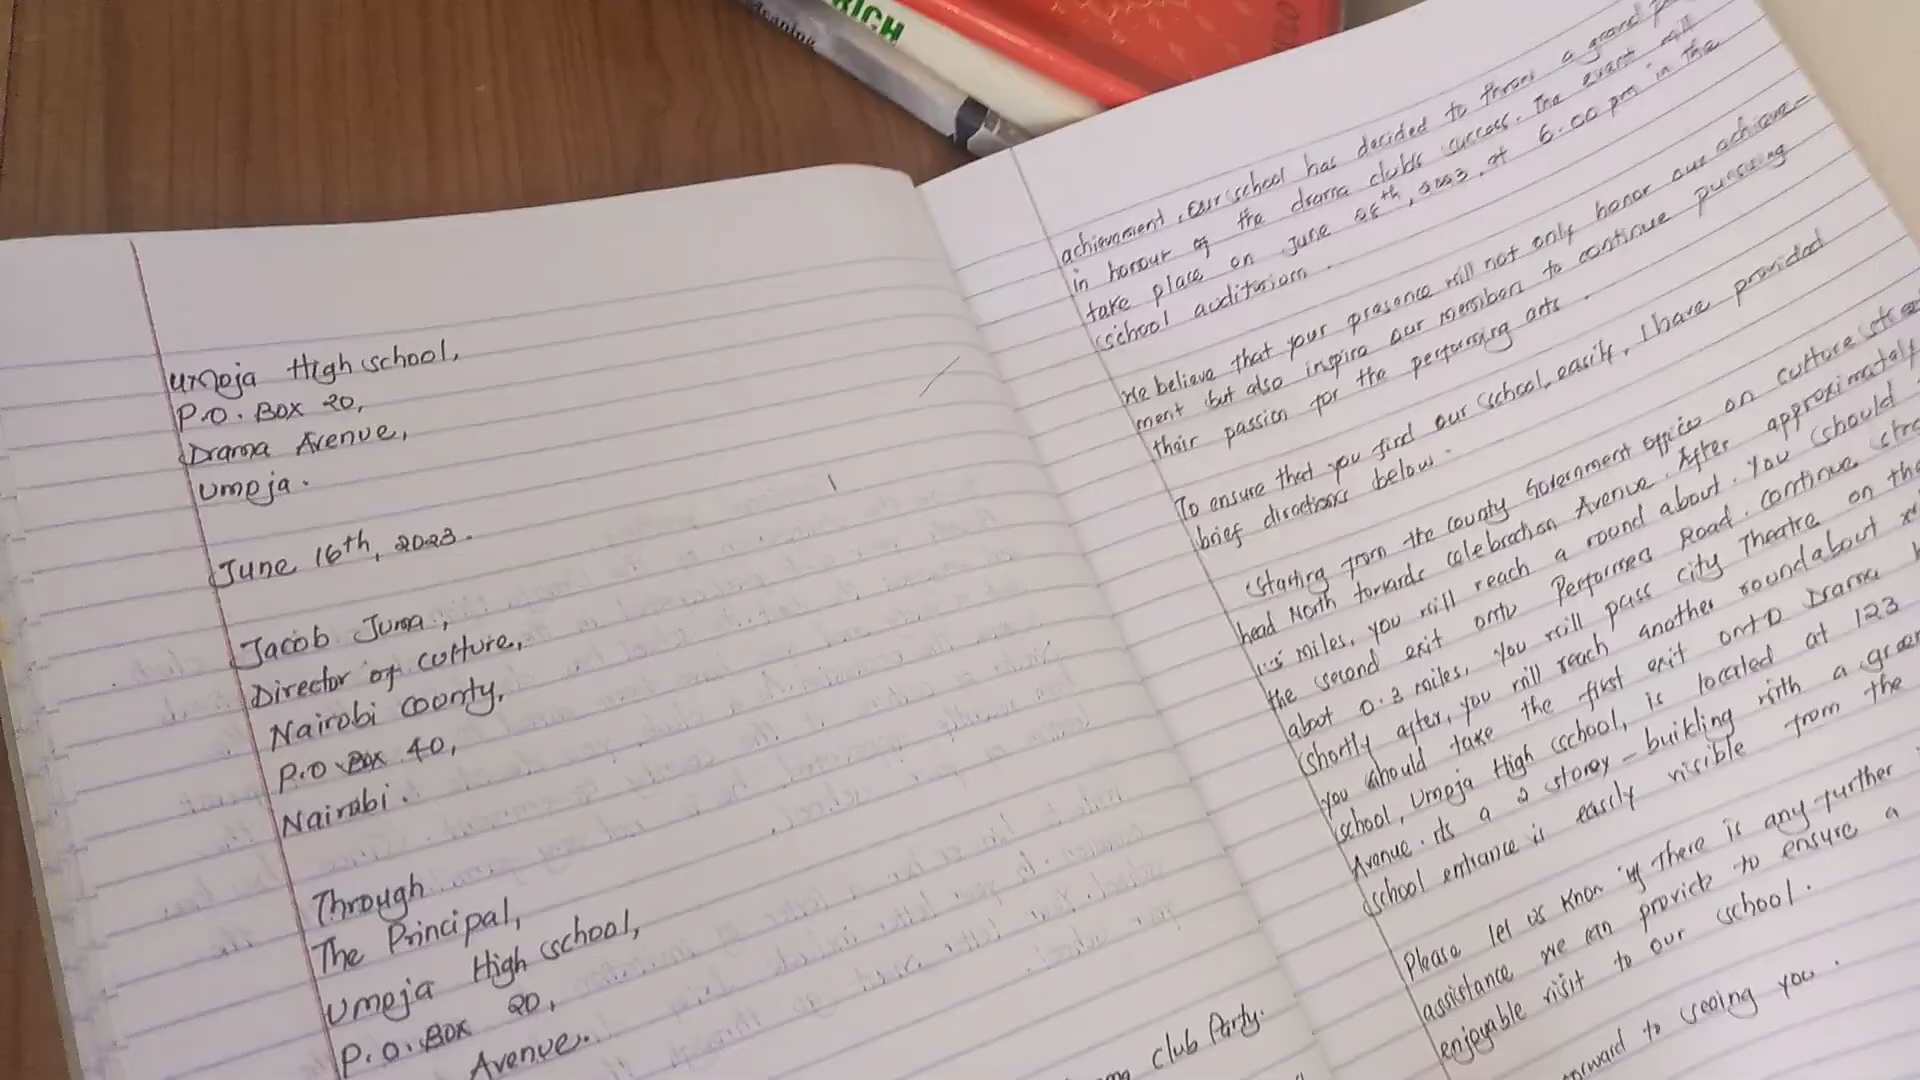 RICH
Meaning
Umoja High school,
P.O. Box 20,
Drama Avenue,
Umoja.
June 16th, 2023.
Jacob Juma,
Director of culture,
Nairobi county,
P.O Box 40,
Nairobi.
Through
The Principal,
Umoja High school,
P.O. Box 20,
Avenue.
club Party.
achievement, our school has decided to throw a grand
in honour of the drama clubs success. The event will
take place on June 28th, 2023, at 6.00 pm in the
school auditorium.
We believe that your presence will not only honor our achieve-
ment but also inspire our members to continue pursuing
their passion for the performing arts.
To ensure that you find our school, easily, I have provided
brief directions below.
Starting from the county Government office on culture
head North towards celebration Avenue. After approximately
1.5 miles, you will reach a round about. You should
the second exit onto Performers Road. continue
about 0.3 miles, you will pass city Theatre on the
shortly after, you will reach another roundabout
you should take the first exit onto Drama
school, Umoja High school, is located at 123
Avenue. Its a 2 storey-building with a green
school entrance is easily visible from the
Please let us know if There is any further
assistance we can provide to ensure a
enjoyable visit to our school.
forward to seeing you.